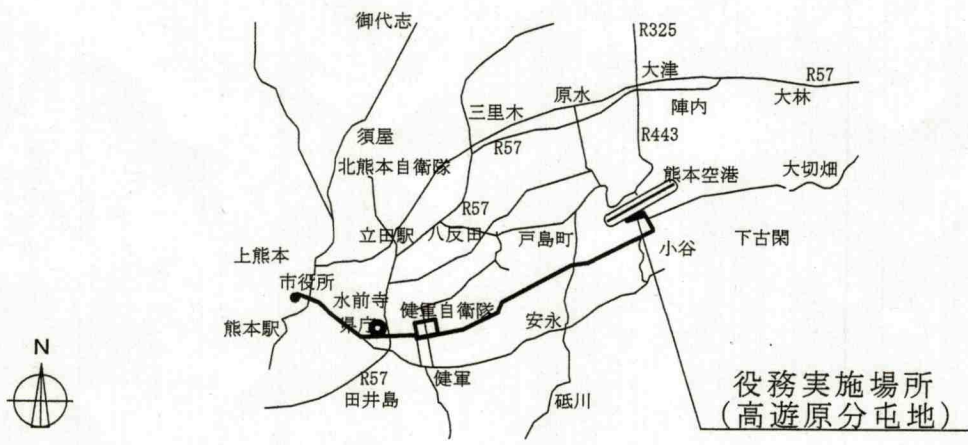 御代志
R325
大津
R57
大林
三里木
原水
陣内
須屋
R57
R443
北熊本自衛隊
熊本空港
大切畑
R57
立田駅
八反田
戸島町
小谷
下古閑
上熊本
市役所
水前寺
健軍自衛隊
熊本駅
県庁
安永
N
R57
健軍
田井島
砥川
役務実施場所
(高遊原分屯地)